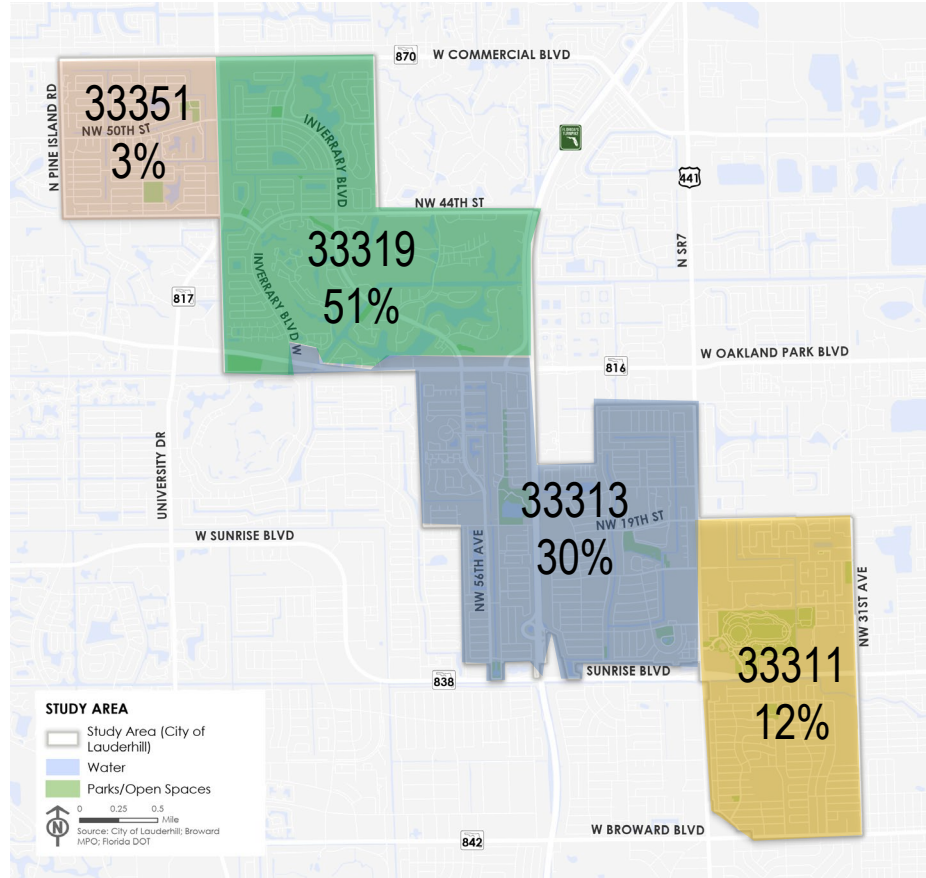 870
W COMMERCIAL BLVD
N PINE ISLAND RD
33351
NW 50TH ST
3%
INVERRARY BLVD
FLORIDA'S
TURNPIKE
441
NW 44TH ST
N SR7
33319
51%
INVERRARY BLVD W
817
W OAKLAND PARK BLVD
816
UNIVERSITY DR
33313
NW 19TH ST
30%
W SUNRISE BLVD
NW 56TH AVE
NW 31ST AVE
33311
12%
SUNRISE BLVD
838
STUDY AREA
Study Area (City of
Lauderhill)
Water
Parks/Open Spaces
N
0 0.25 0.5
Mile
Source: City of Lauderhill; Broward
MPO; Florida DOT
842
W BROWARD BLVD